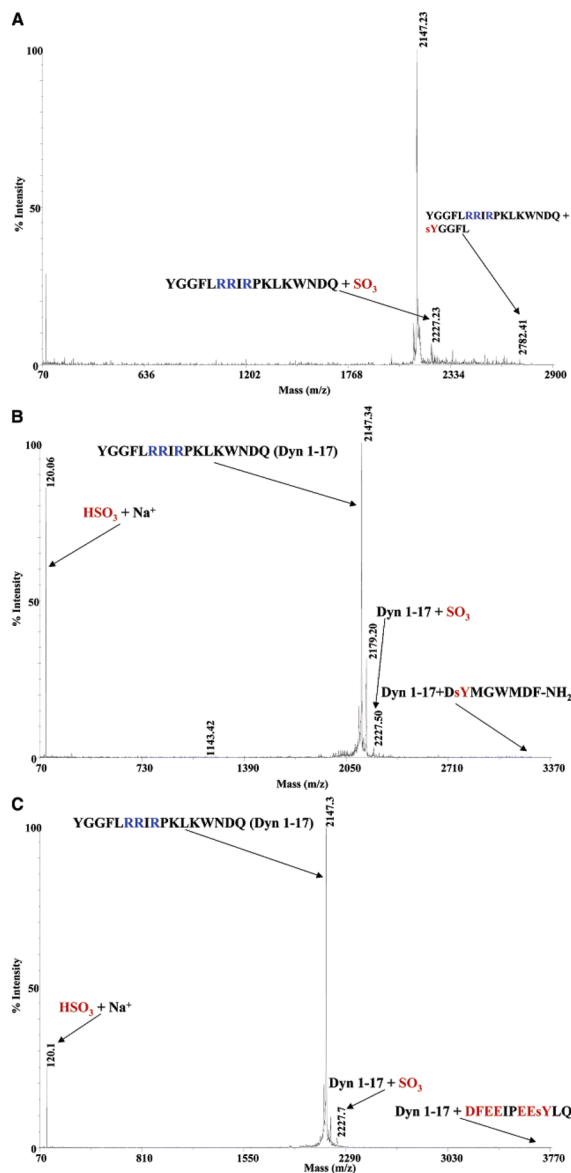 A
2147.23
100
% Intensity
50
YGGFLRRIRPKLKWNDQ +
sYGGFL
YGGFLRRIRPKLKWNDQ + SO3
2227.23
2782.41
0
70 636 1202 1768 2334 2900
Mass (m/z)
B
2147.34
100
YGGFLRRIRPKLKWNDQ (Dyn 1-17)
120.06
HSO3 + Na+
% Intensity
50
Dyn 1-17 + SO3
2179.20
Dyn 1-17+DsYMGWMDF-NH2
2227.50
1143.42
0
70 730 1390 2050 2710 3370
Mass (m/z)
C
2147.3
YGGFLRRIRPKLKWNDQ (Dyn 1-17)
100
% Intensity
50
HSO3 + Na+
120.1
Dyn 1-17 + SO3
2227.7
Dyn 1-17 + DFEEIPEEsYLQ
0
70 810 1550 2290 3030 3770
Mass (m/z)